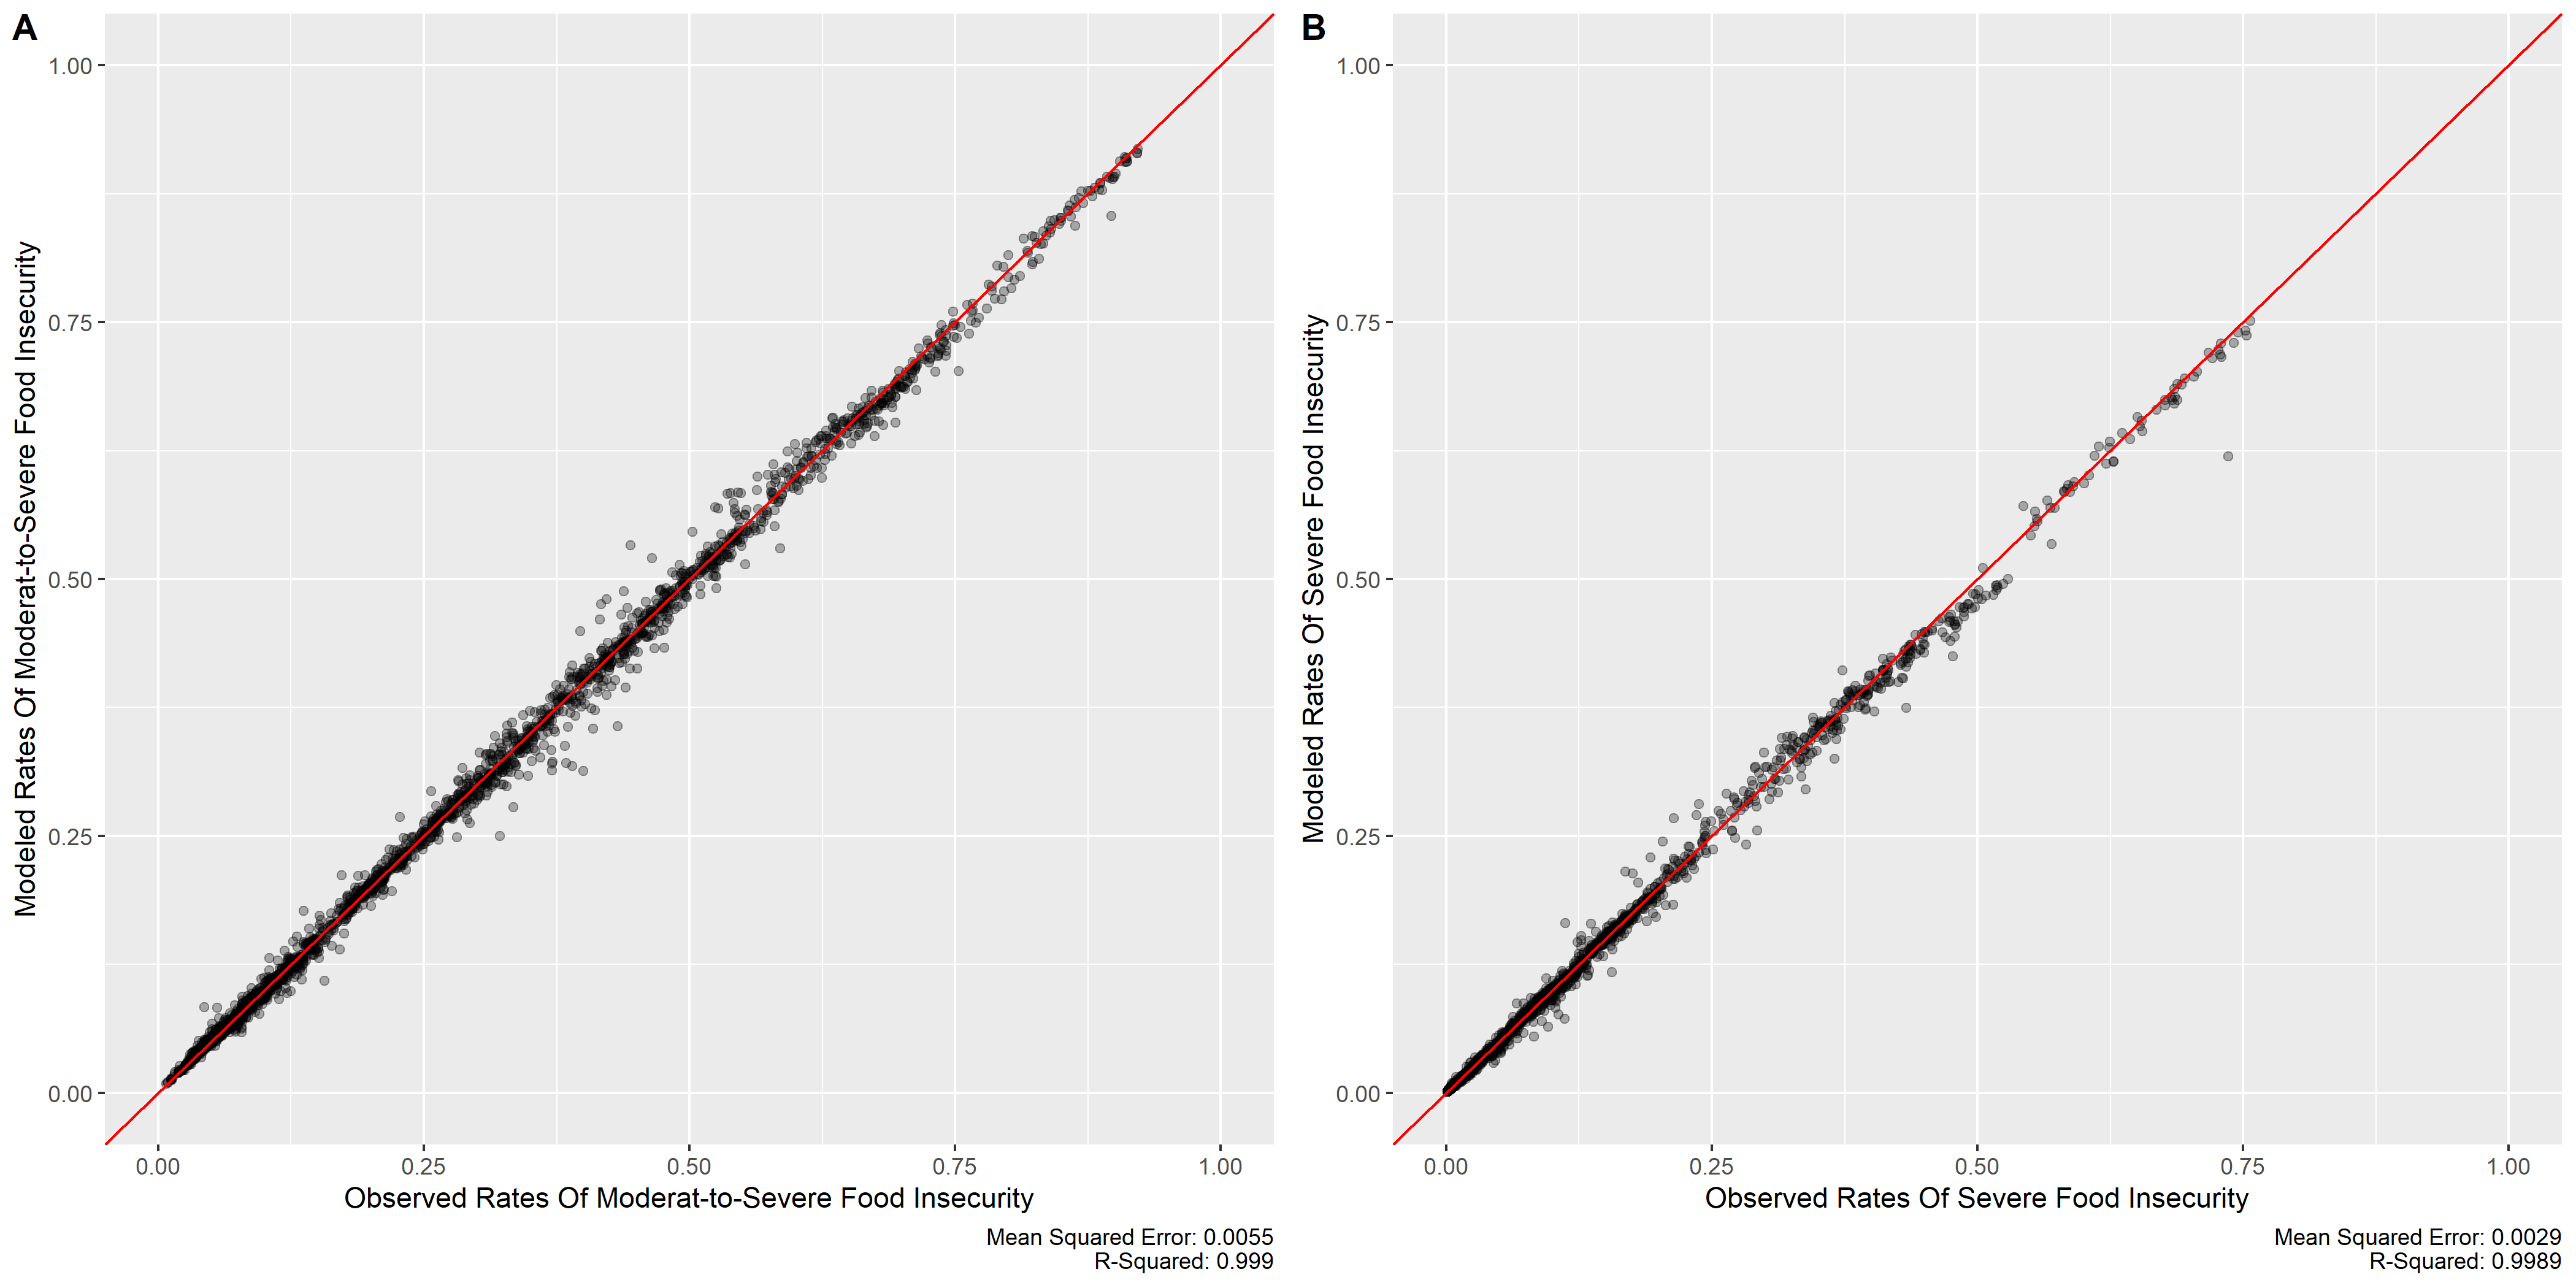 A
Modeled Rates Of Moderat-to-Severe Food Insecurity
1.00
0.75
0.50
0.25
0.00
0.00 0.25 0.50 0.75 1.00
Observed Rates Of Moderat-to-Severe Food Insecurity
Mean Squared Error: 0.0055
R-Squared: 0.999
B
Modeled Rates Of Severe Food Insecurity
1.00
0.75
0.50
0.25
0.00
0.00 0.25 0.50 0.75 1.00
Observed Rates Of Severe Food Insecurity
Mean Squared Error: 0.0029
R-Squared: 0.9989